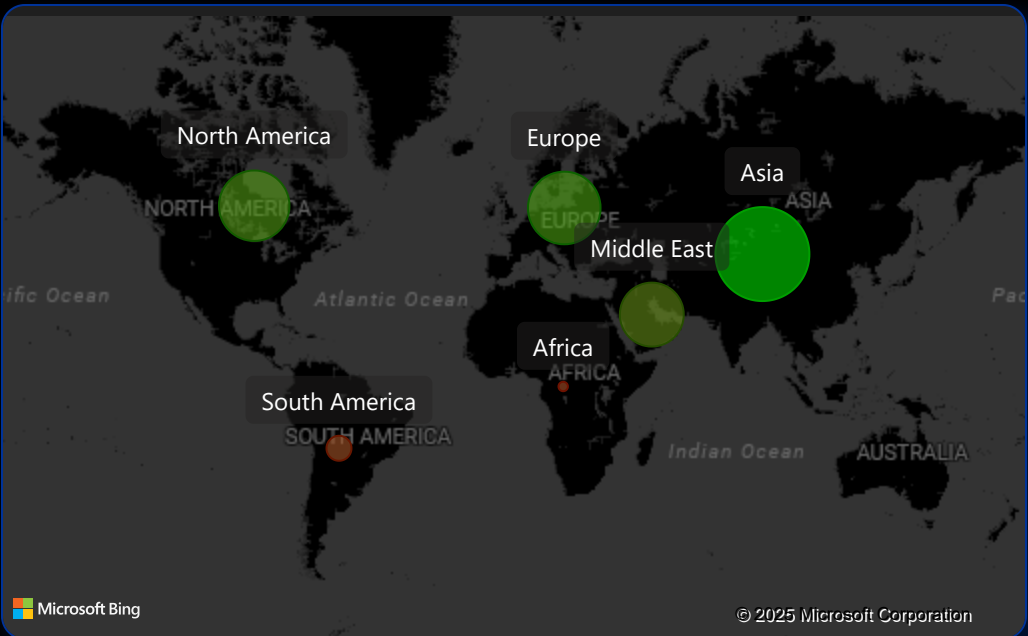 North America
Europe
Asia
ASIA
NORTH AMERICA
EUROPE
Middle East
ific Ocean
Atlantic Ocean
Pac
Africa
AFRICA
South America
SOUTH AMERICA
Indian Ocean
AUSTRALIA
Microsoft Bing
© 2025 Microsoft Corporation